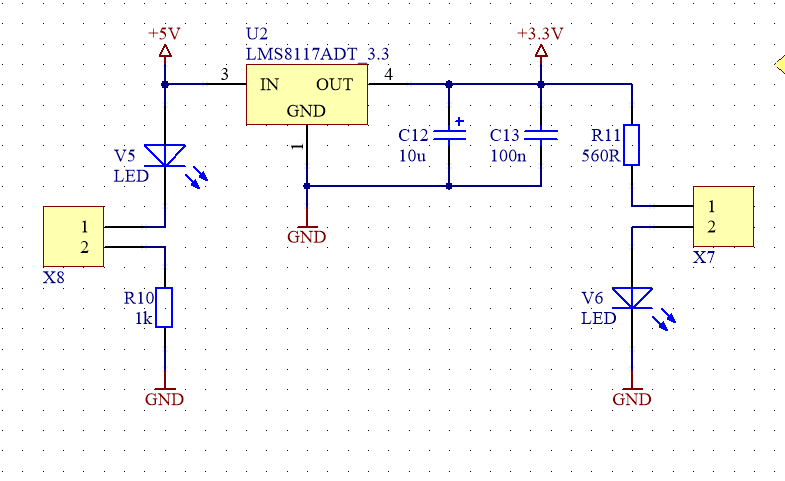 +5V
U2
LMS8117ADT_3.3
+3.3V
3
IN
OUT
4
GND
1
C12
10u
+
C13
100n
R11
560R
V5
LED
1
2
X8
GND
1
2
X7
R10
1k
V6
LED
GND
GND